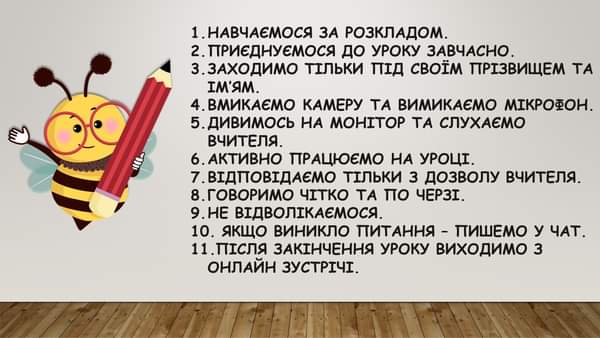 1.НАВЧАЄМОСЯ ЗА РОЗКЛАДОМ.
2.ПРИЄДНУЄМОСЯ ДО УРОКУ ЗАВЧАСНО.
3.ЗАХОДИМО ТІЛЬКИ ПІД СВОЇМ ПРІЗВИЩЕМ ТА
ІМ'ЯМ.
4.ВМИКАЄМО КАМЕРУ ТА ВИМИКАЄМО МІКРОФОН.
5.ДИВИМОСЬ НА МОНІТОР ТА СЛУХАЄМО
ВЧИТЕЛЯ.
6.АКТИВНО ПРАЦЮЄМО НА УРОЦІ.
7.ВІДПОВІДАЄМО ТІЛЬКИ З ДОЗВОЛУ ВЧИТЕЛЯ.
8.ГОВОРИМО ЧІТКО ТА ПО ЧЕРЗІ.
9.НЕ ВІДВОЛІКАЄМОСЯ.
10. ЯКЩО ВИНИКЛО ПИТАННЯ – ПИШЕМО У ЧАТ.
11.ПІСЛЯ ЗАКІНЧЕННЯ УРОКУ ВИХОДИМО З
ОНЛАЙН ЗУСТРІЧІ.